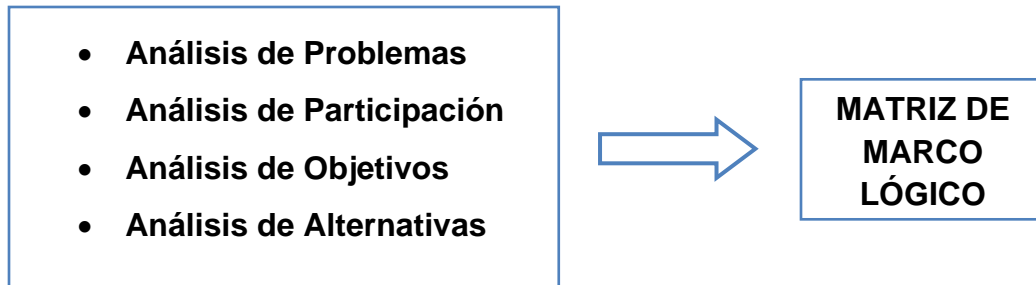 • Análisis de Problemas
• Análisis de Participación
• Análisis de Objetivos
• Análisis de Alternativas
MATRIZ DE
MARCO
LÓGICO